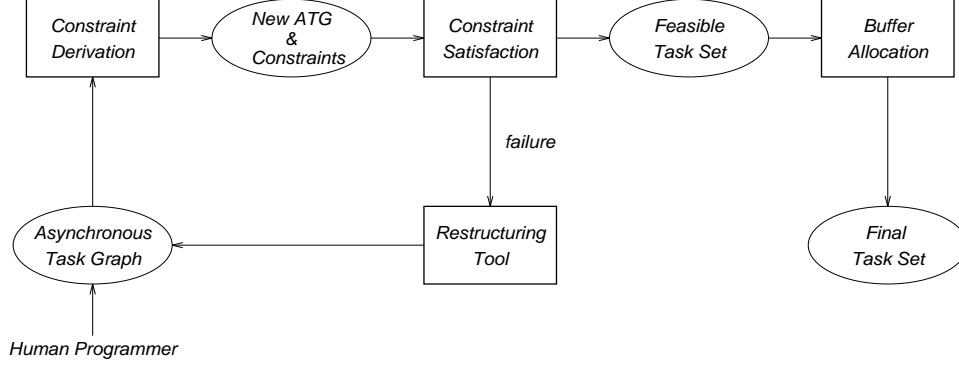 Constraint
Derivation
New ATG
&
Constraints
Constraint
Satisfaction
Feasible
Task Set
Buffer
Allocation
failure
Asynchronous
Task Graph
Restructuring
Tool
Final
Task Set
Human Programmer